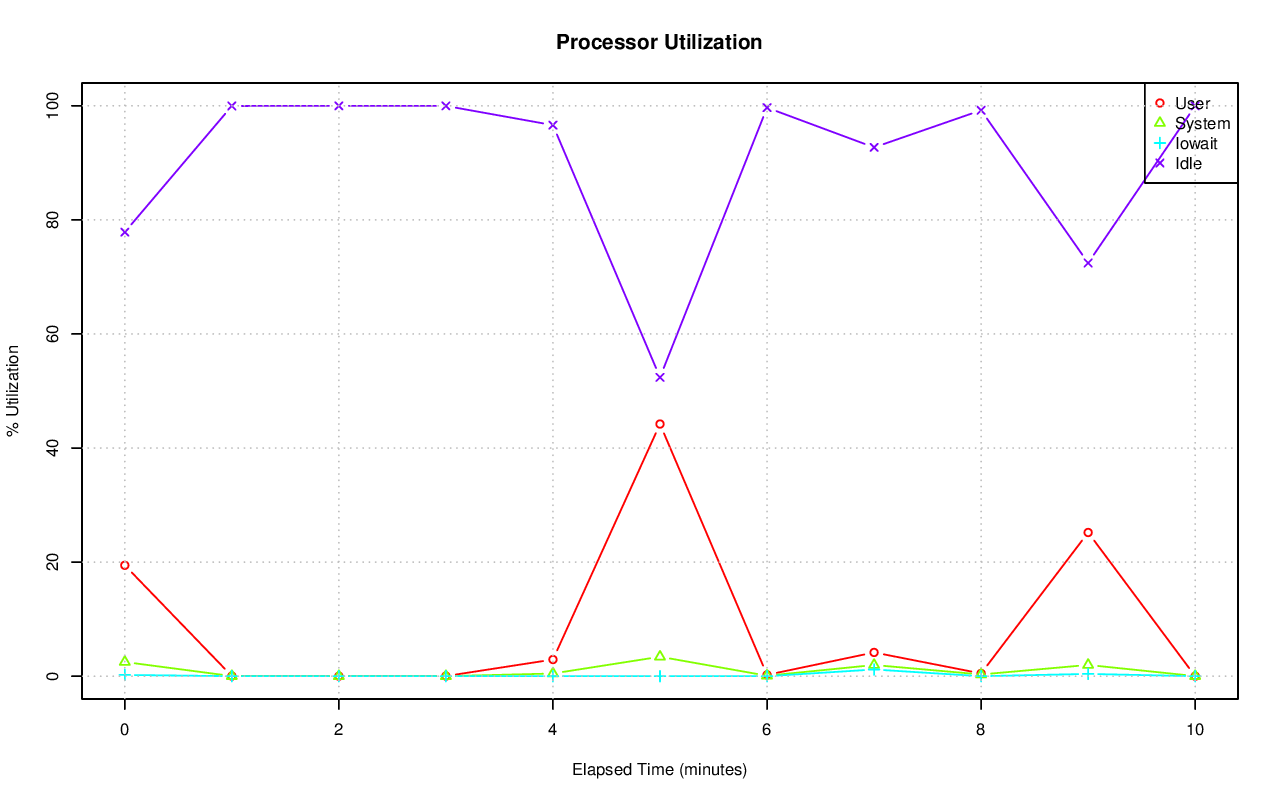 Processor Utilization
% Utilization
100
80
60
40
20
0
User
System
Iowait
Idle
0 2 4 6 8 10
Elapsed Time (minutes)